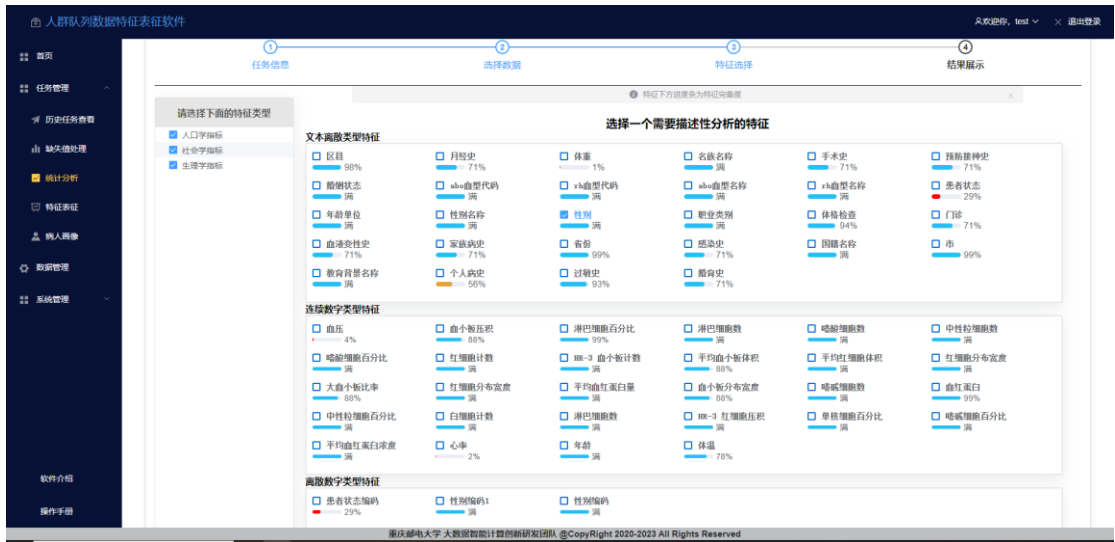 人群队列数据特征表征软件
欢迎你，test
退出登录
首页
任务管理
历史任务查看
缺失值处理
统计分析
特征表征
病人画像
数据管理
系统管理
软件介绍
操作手册
1 2 3 4
任务信息 选择数据 特征选择 结果展示
特征下方进度条为特征完备度
请选择下面的特征类型
人口学指标
社会学指标
生理学指标
选择一个需要描述性分析的特征
文本离散类型特征
区县 月经史 体重 名族名称 手术史 预防接种史
98% 71% 1% 满 71% 71%
婚姻状态 abo血型代码 rh血型代码 abo血型名称 rh血型名称 患者状态
满 满 满 满 满 29%
年龄单位 性别名称 性别 职业类别 体格检查 门诊
满 满 满 满 94% 71%
血液变性史 家族病史 省份 感染史 国籍名称 市
71% 71% 99% 71% 满 99%
教育背景名称 个人病史 过敏史 婚育史
满 56% 93% 71%
连续数字类型特征
血压 血小板压积 淋巴细胞百分比 淋巴细胞数 嗜酸细胞数 中性粒细胞数
4% 88% 99% 满 满 满
嗜酸细胞百分比 红细胞计数 HR-3 血小板计数 平均血小板体积 平均红细胞体积 红细胞分布宽度
满 满 满 88% 满 满
大血小板比率 红细胞分布宽度 平均血红蛋白量 血小板分布宽度 嗜碱细胞数 血红蛋白
88% 满 满 88% 满 99%
中性粒细胞百分比 白细胞计数 淋巴细胞数 HR-3 红细胞压积 单核细胞百分比 嗜碱细胞百分比
满 满 满 满 满 满
平均血红蛋白浓度 心率 年龄 体温
满 2% 满 78%
离散数字类型特征
患者状态编码 性别编码1 性别编码
29% 满 满
重庆邮电大学 大数据智能计算创新研发团队 @CopyRight 2020-2023 All Rights Reserved